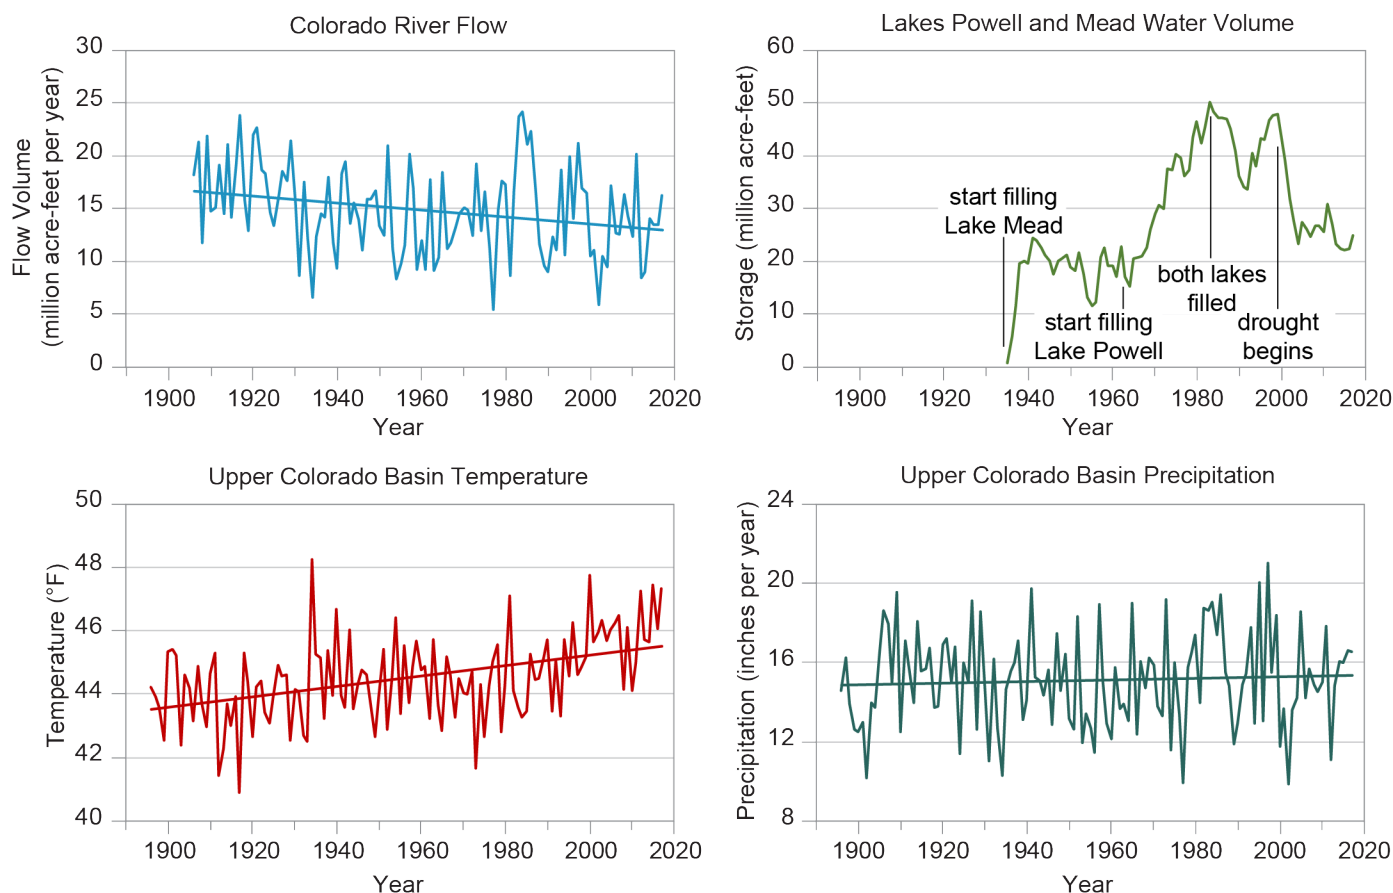 Colorado River Flow
Flow Volume
(million acre-feet per year)
30
25
20
15
10
5
0
1900 1920 1940 1960 1980 2000 2020
Year
Lakes Powell and Mead Water Volume
Storage (million acre-feet)
60
50
40
30
20
10
0
start filling
Lake Mead
start filling
Lake Powell
both lakes
filled
drought
begins
1900 1920 1940 1960 1980 2000 2020
Year
Upper Colorado Basin Temperature
Temperature (°F)
50
48
46
44
42
40
1900 1920 1940 1960 1980 2000 2020
Year
Upper Colorado Basin Precipitation
Precipitation (inches per year)
24
20
16
12
8
1900 1920 1940 1960 1980 2000 2020
Year